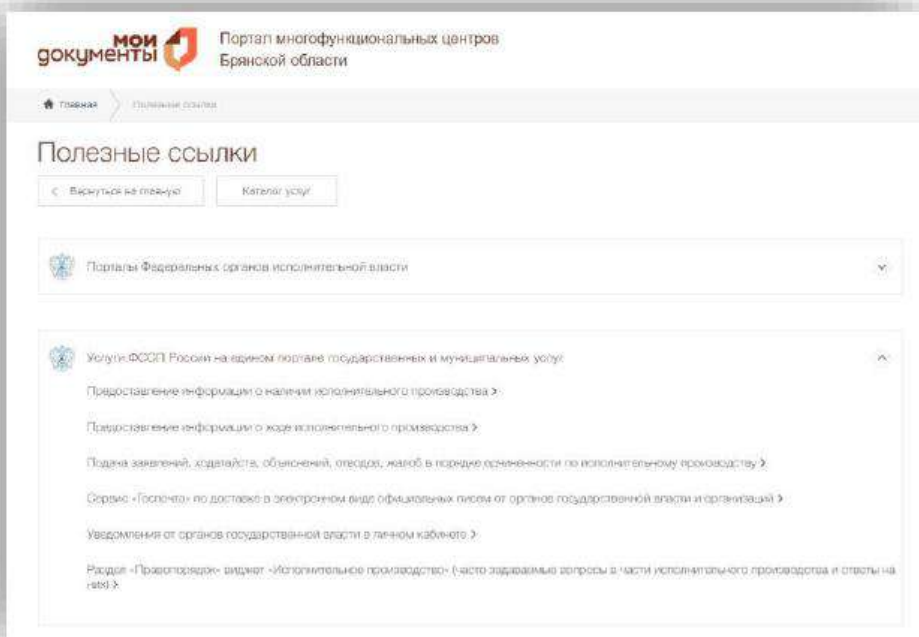 мои
документы
Портал многофункциональных центров
Брянской области
Главная
Полезные ссылки
Полезные ссылки
Вернуться на главную
Каталог услуг
Порталы Федеральных органов исполнительной власти
Услуги ФССП России на едином портале государственных и муниципальных услуг
Предоставление информации о наличии исполнительного производства >
Предоставление информации о ходе исполнительного производства >
Подача заявлений, ходатайств, объяснений, отводов, жалоб в порядке подчиненности по исполнительному производству >
Сервис «Госпочта» по доставке в электронном виде официальных писем от органов государственной власти и организаций >
Уведомления от органов государственной власти в личном кабинете >
Раздел «Правопорядок» виджет «Исполнительное производство» (часто задаваемые вопросы в части исполнительного производства и ответы на
них) >